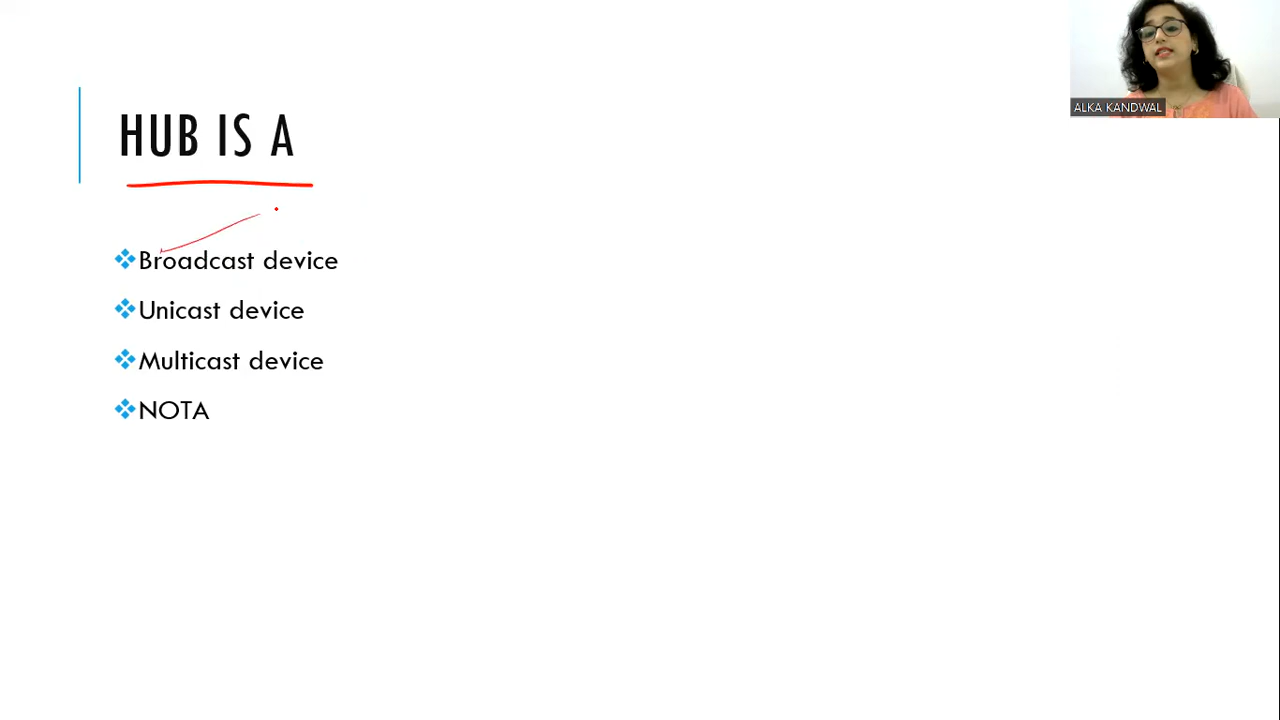 ALKA KANDWAL
HUB IS A
Broadcast device
Unicast device
Multicast device
NOTA